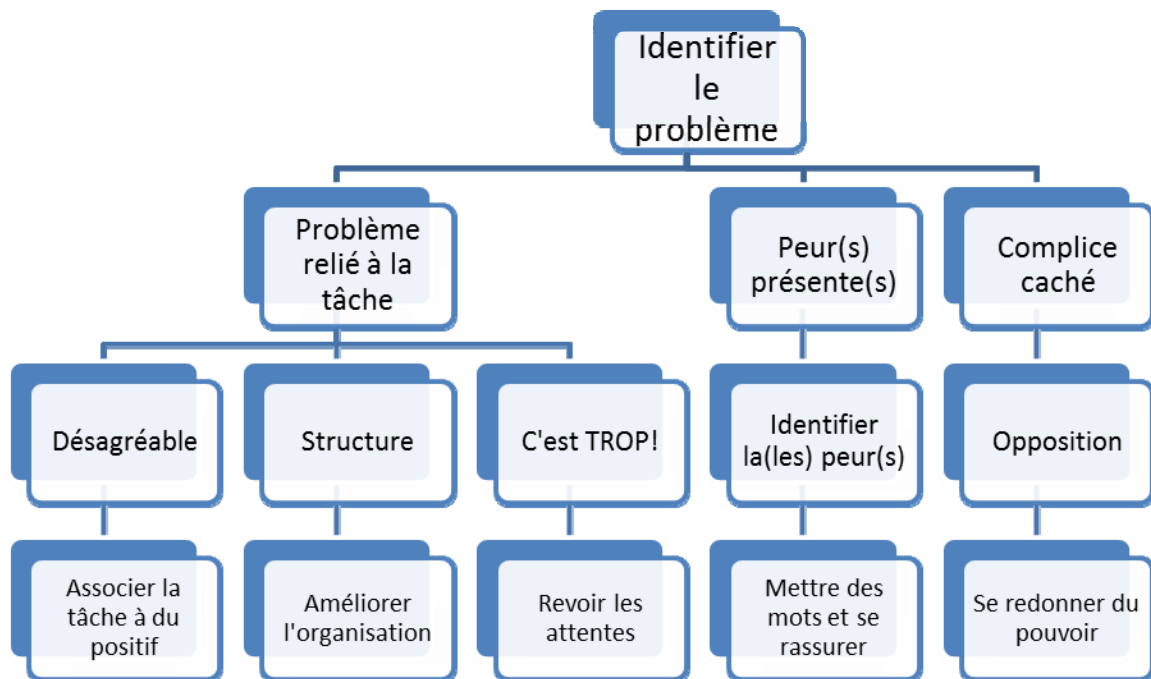 Identifier
le
problème
Problème
relié à la
tâche
Peur(s)
présente(s)
Complice
caché
Désagréable
Structure
C'est TROP!
Identifier
la(les) peur(s)
Opposition
Associer la
tâche à du
positif
Améliorer
l'organisation
Revoir les
attentes
Mettre des
mots et se
rassurer
Se redonner du
pouvoir